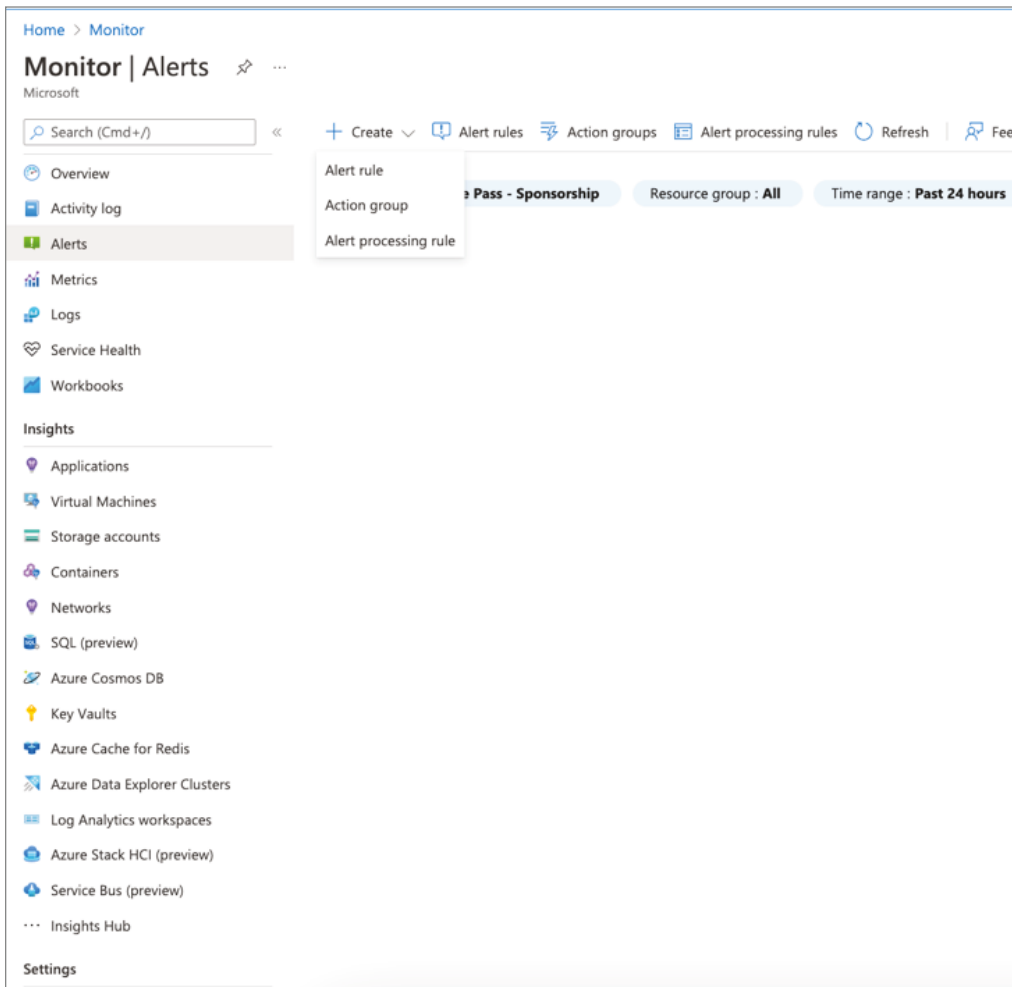 Home > Monitor
Monitor | Alerts ...
Microsoft
Search (Cmd+/) «
Create Alert rules Action groups Alert processing rules Refresh Fee
Alert rule
Action group
Alert processing rule
e Pass - Sponsorship Resource group : All Time range : Past 24 hours
Overview
Activity log
Alerts
Metrics
Logs
Service Health
Workbooks
Insights
Applications
Virtual Machines
Storage accounts
Containers
Networks
SQL (preview)
Azure Cosmos DB
Key Vaults
Azure Cache for Redis
Azure Data Explorer Clusters
Log Analytics workspaces
Azure Stack HCI (preview)
Service Bus (preview)
Insights Hub
Settings